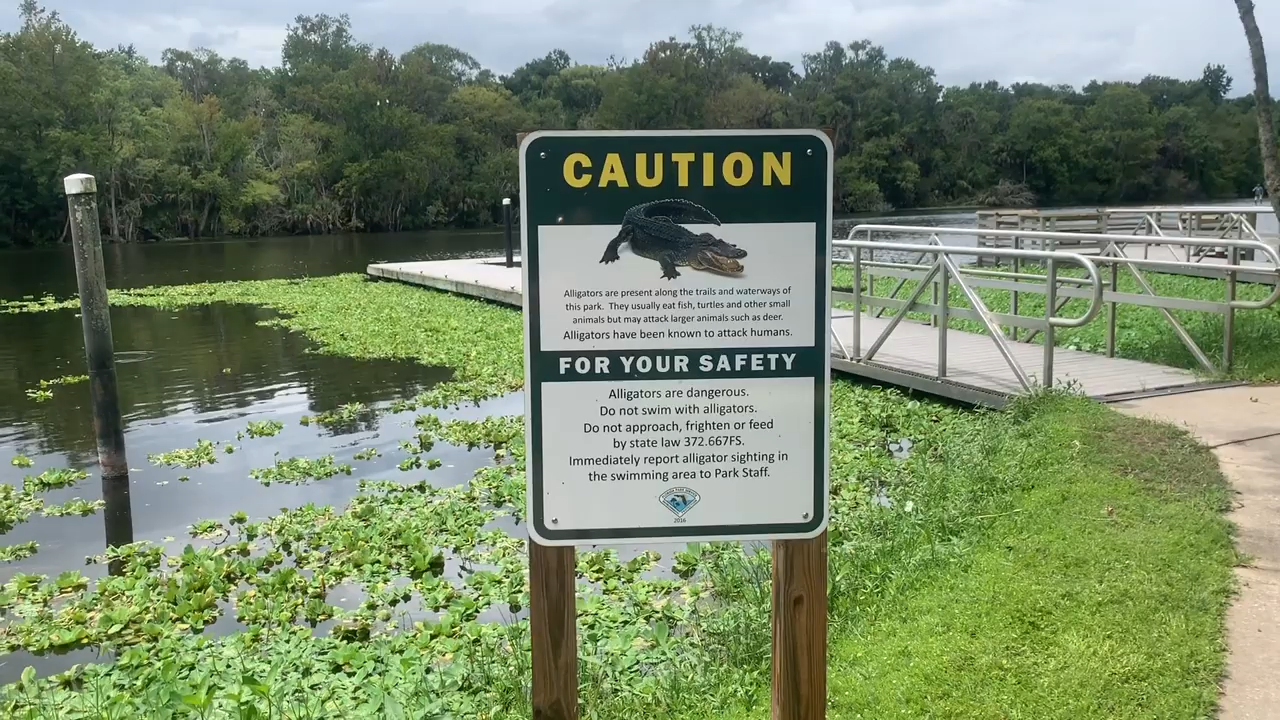 CAUTION
Alligators are present along the trails and waterways of
this park. They usually eat fish, turtles and other small
animals but may attack larger animals such as deer.
Alligators have been known to attack humans.
FOR YOUR SAFETY
Alligators are dangerous.
Do not swim with alligators.
Do not approach, frighten or feed
by state law 372.667FS.
Immediately report alligator sighting in
the swimming area to Park Staff.
2016